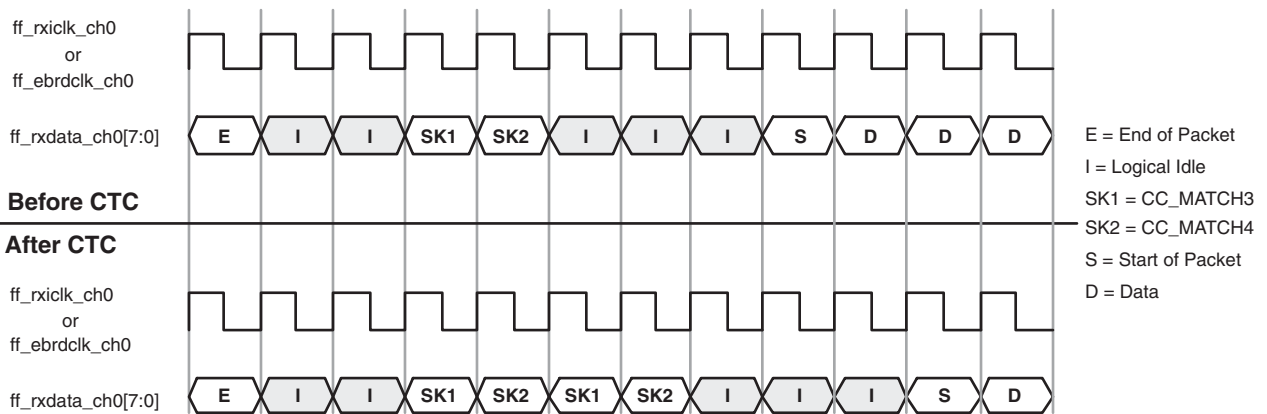 ff_rxiclk_ch0
or
ff_ebrdclk_ch0
ff_rxdata_ch0[7:0]
E I I SK1 SK2 I I I S D D D
Before CTC
After CTC
ff_rxiclk_ch0
or
ff_ebrdclk_ch0
ff_rxdata_ch0[7:0]
E I I SK1 SK2 SK1 SK2 I I I S D
E = End of Packet
I = Logical Idle
SK1 = CC_MATCH3
SK2 = CC_MATCH4
S = Start of Packet
D = Data